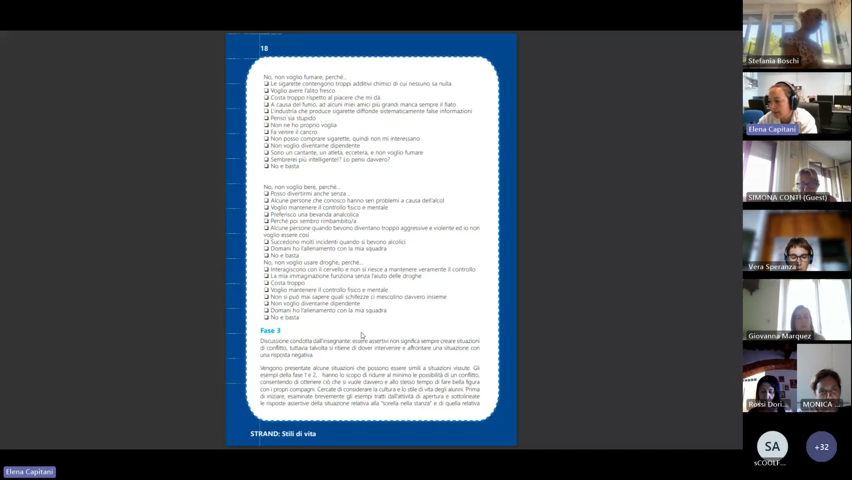 18
No, non voglio fumare, perché...
❑ Le sigarette contengono troppi additivi chimici di cui nessuno sa nulla
❑ Voglio avere l'alito fresco
❑ Costa troppo rispetto al piacere che mi dà
❑ A causa del fumo, ad alcuni miei amici più grandi manca sempre il fiato
❑ L'industria che produce sigarette diffonde sistematicamente false informazioni
❑ Penso sia stupido
❑ Non ne ho proprio voglia
❑ Fa venire il cancro
❑ Non posso comprare sigarette, quindi non mi interessano
❑ Non voglio diventarne dipendente
❑ Sono un cantante, un atleta, eccetera, e non voglio fumare
❑ Sembrerei più intelligente!? Lo pensi davvero?
❑ No e basta
No, non voglio bere, perché...
❑ Posso divertirmi anche senza...
❑ Alcune persone che conosco hanno seri problemi a causa dell'alcol
❑ Voglio mantenere il controllo fisico e mentale
❑ Preferisco una bevanda analcolica
❑ Perché poi sembro rimbambito/a
❑ Alcune persone quando bevono diventano troppo aggressive e violente ed io non
voglio essere così
❑ Succedono molti incidenti quando si bevono alcolici
❑ Domani ho l'allenamento con la mia squadra
❑ No e basta
No, non voglio usare droghe, perché...
❑ Interagiscono con il cervello e non si riesce a mantenere veramente il controllo
❑ La mia immaginazione funziona senza l'aiuto delle droghe
❑ Costa troppo
❑ Voglio mantenere il controllo fisico e mentale
❑ Non si può mai sapere quali schifezze ci mescolino davvero insieme
❑ Non voglio diventarne dipendente
❑ Domani ho l'allenamento con la mia squadra
❑ No e basta
Fase 3
Discussione condotta dall'insegnante: essere assertivi non significa sempre creare situazioni
di conflitto, tuttavia talvolta si ritiene di dover intervenire e affrontare una situazione con
una risposta negativa.
Vengono presentate alcune situazioni che possono essere simili a situazioni vissute. Gli
esempi della fase 1 e 2, hanno lo scopo di ridurre al minimo le possibilità di un conflitto,
consentendo di ottenere ciò che si vuole davvero e allo stesso tempo di fare bella figura
con i propri compagni. Cercate di considerare la cultura e lo stile di vita degli alunni. Prima
di iniziare, esaminate brevemente gli esempi tratti dall'attività di apertura e sottolineate
le risposte assertive della situazione relativa alla "sorella nella stanza" e di quella relativa
STRAND: Stili di vita
Elena Capitani
Stefania Boschi
Elena Capitani
SIMONA CONTI (Guest)
Vera Speranza
Giovanna Marquez
Rossi Dori...
MONICA
SA
sCOOLF...
+32